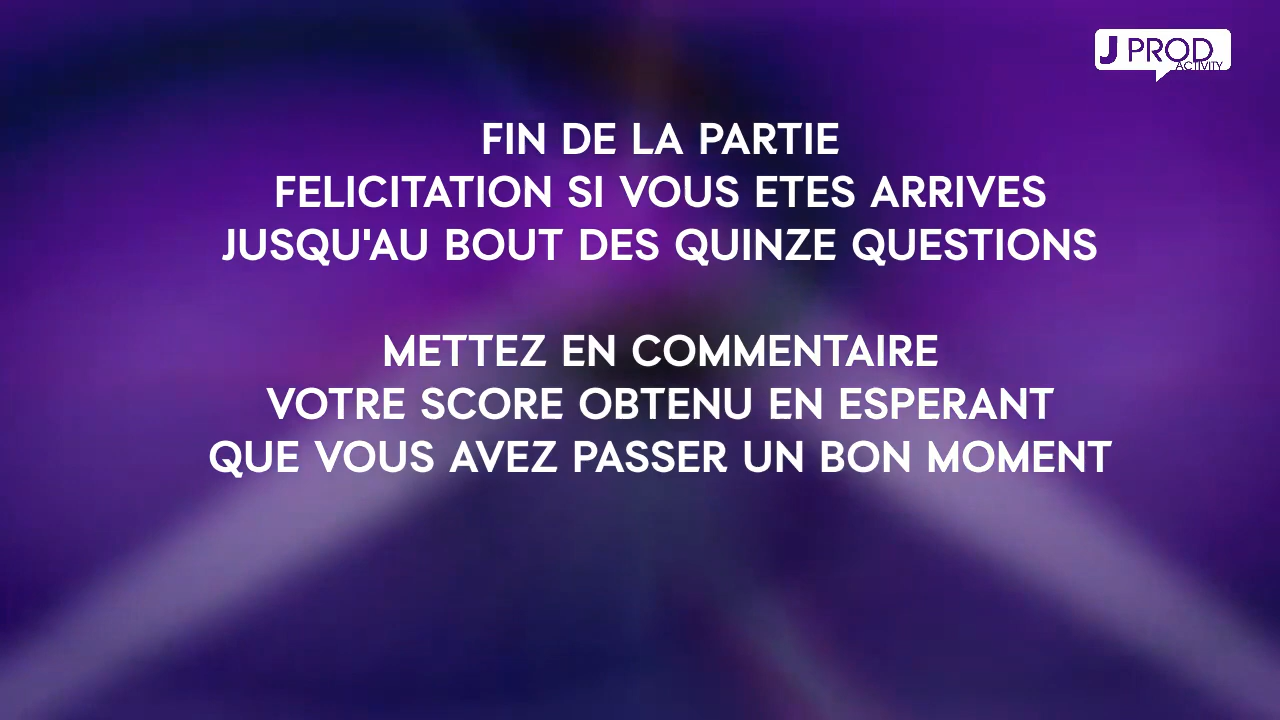 J PROD
ACTIVITY
FIN DE LA PARTIE
FELICITATION SI VOUS ETES ARRIVES
JUSQU'AU BOUT DES QUINZE QUESTIONS
METTEZ EN COMMENTAIRE
VOTRE SCORE OBTENU EN ESPERANT
QUE VOUS AVEZ PASSER UN BON MOMENT